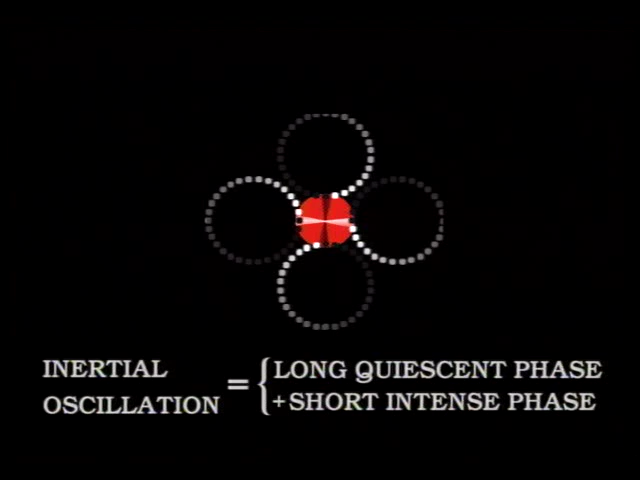 INERTIAL
OSCILLATION
=
LONG QUIESCENT PHASE
+SHORT INTENSE PHASE